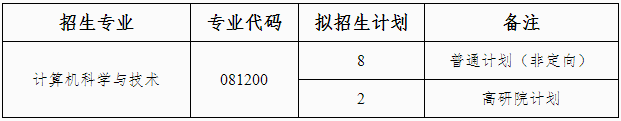 招生专业 专业代码 拟招生计划 备注
计算机科学与技术 081200 8 普通计划（非定向）
2 高研院计划